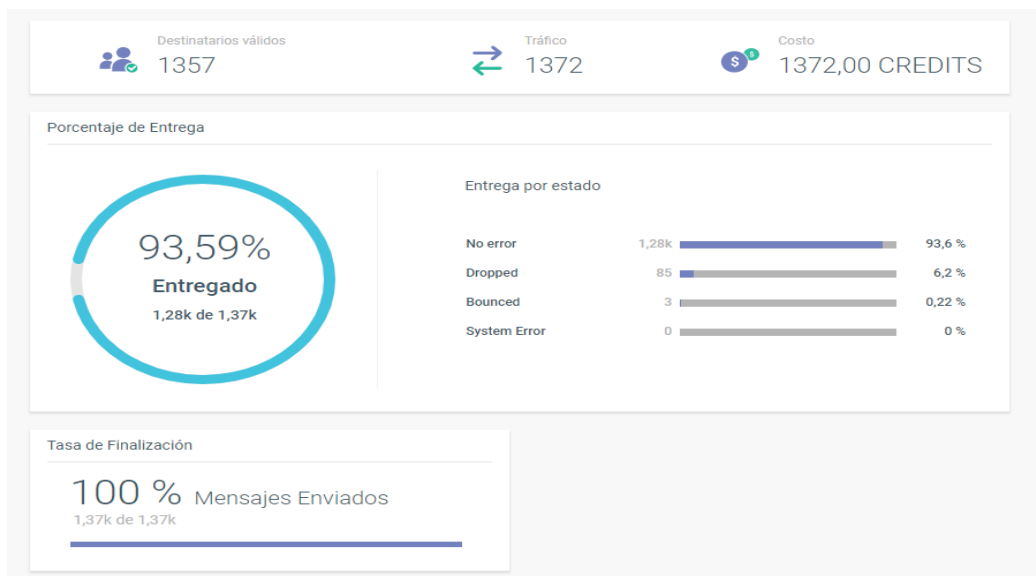 Destinatarios válidos
1357
Tráfico
1372
Costo
1372,00 CREDITS
Porcentaje de Entrega
93,59%
Entregado
1,28k de 1,37k
Entrega por estado
No error 1,28k 93,6 %
Dropped 85 6,2 %
Bounced 3 0,22 %
System Error 0 0 %
Tasa de Finalización
100 % Mensajes Enviados
1,37k de 1,37k